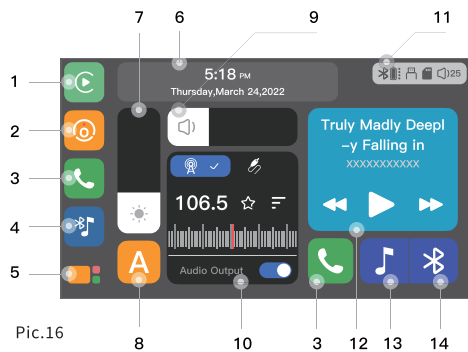 7 6 9 11
5:18 PM
Thursday,March 24,2022
25
1
2
3
4
5
Truly Madly Deepl
-y Falling in
XXXXXXXXXXX
106.5
A
Audio Output
Pic.16
8 10 3 12 13 14